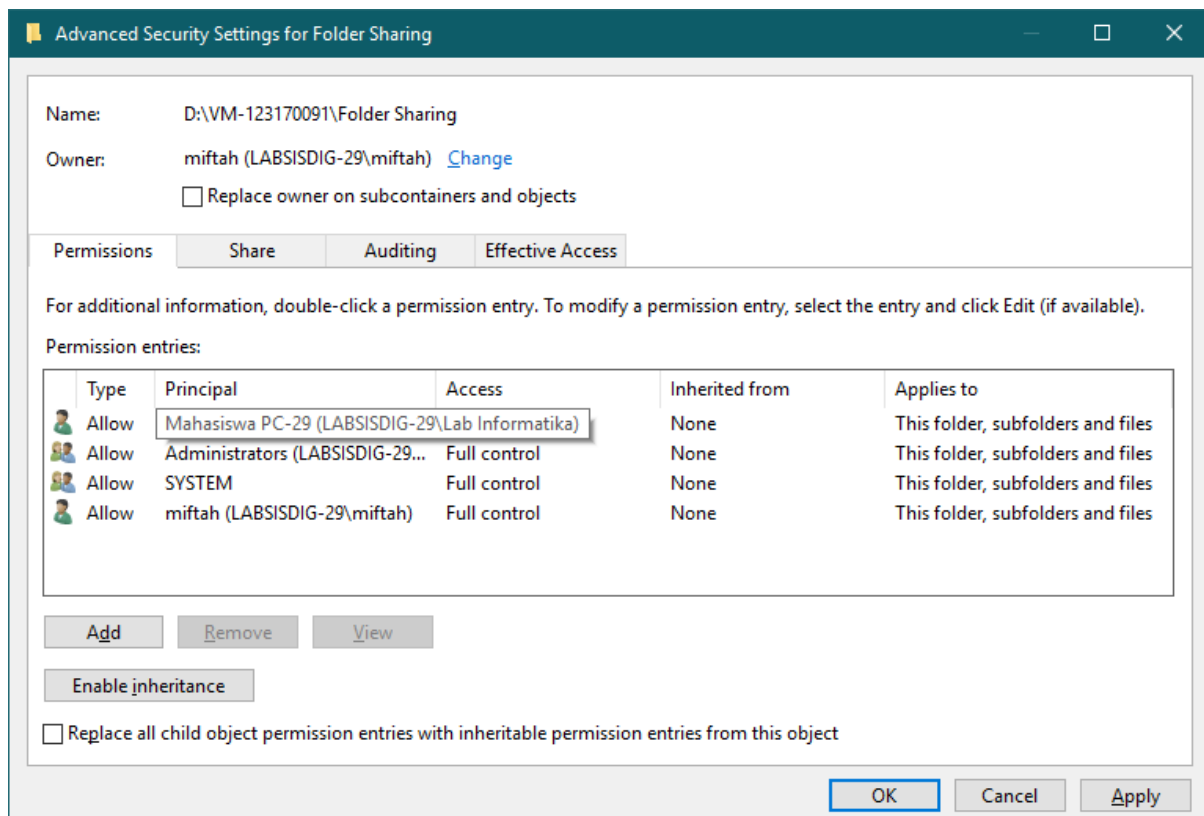 Advanced Security Settings for Folder Sharing
Name: D:\VM-123170091\Folder Sharing
Owner: miftah (LABSISDIG-29\miftah) Change
Replace owner on subcontainers and objects
Permissions Share Auditing Effective Access
For additional information, double-click a permission entry. To modify a permission entry, select the entry and click Edit (if available).
Permission entries:
Type Principal Access Inherited from Applies to
Allow Mahasiswa PC-29 (LABSISDIG-29\Lab Informatika) None This folder, subfolders and files
Allow Administrators (LABSISDIG-29... Full control None This folder, subfolders and files
Allow SYSTEM Full control None This folder, subfolders and files
Allow miftah (LABSISDIG-29\miftah) Full control None This folder, subfolders and files
Add Remove View
Enable inheritance
Replace all child object permission entries with inheritable permission entries from this object
OK Cancel Apply